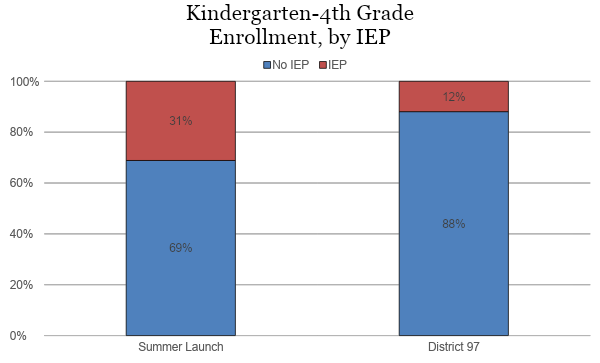 Kindergarten-4th Grade
Enrollment, by IEP
No IEP IEP
100%
80%
60%
40%
20%
0%
31%
69%
12%
88%
Summer Launch District 97